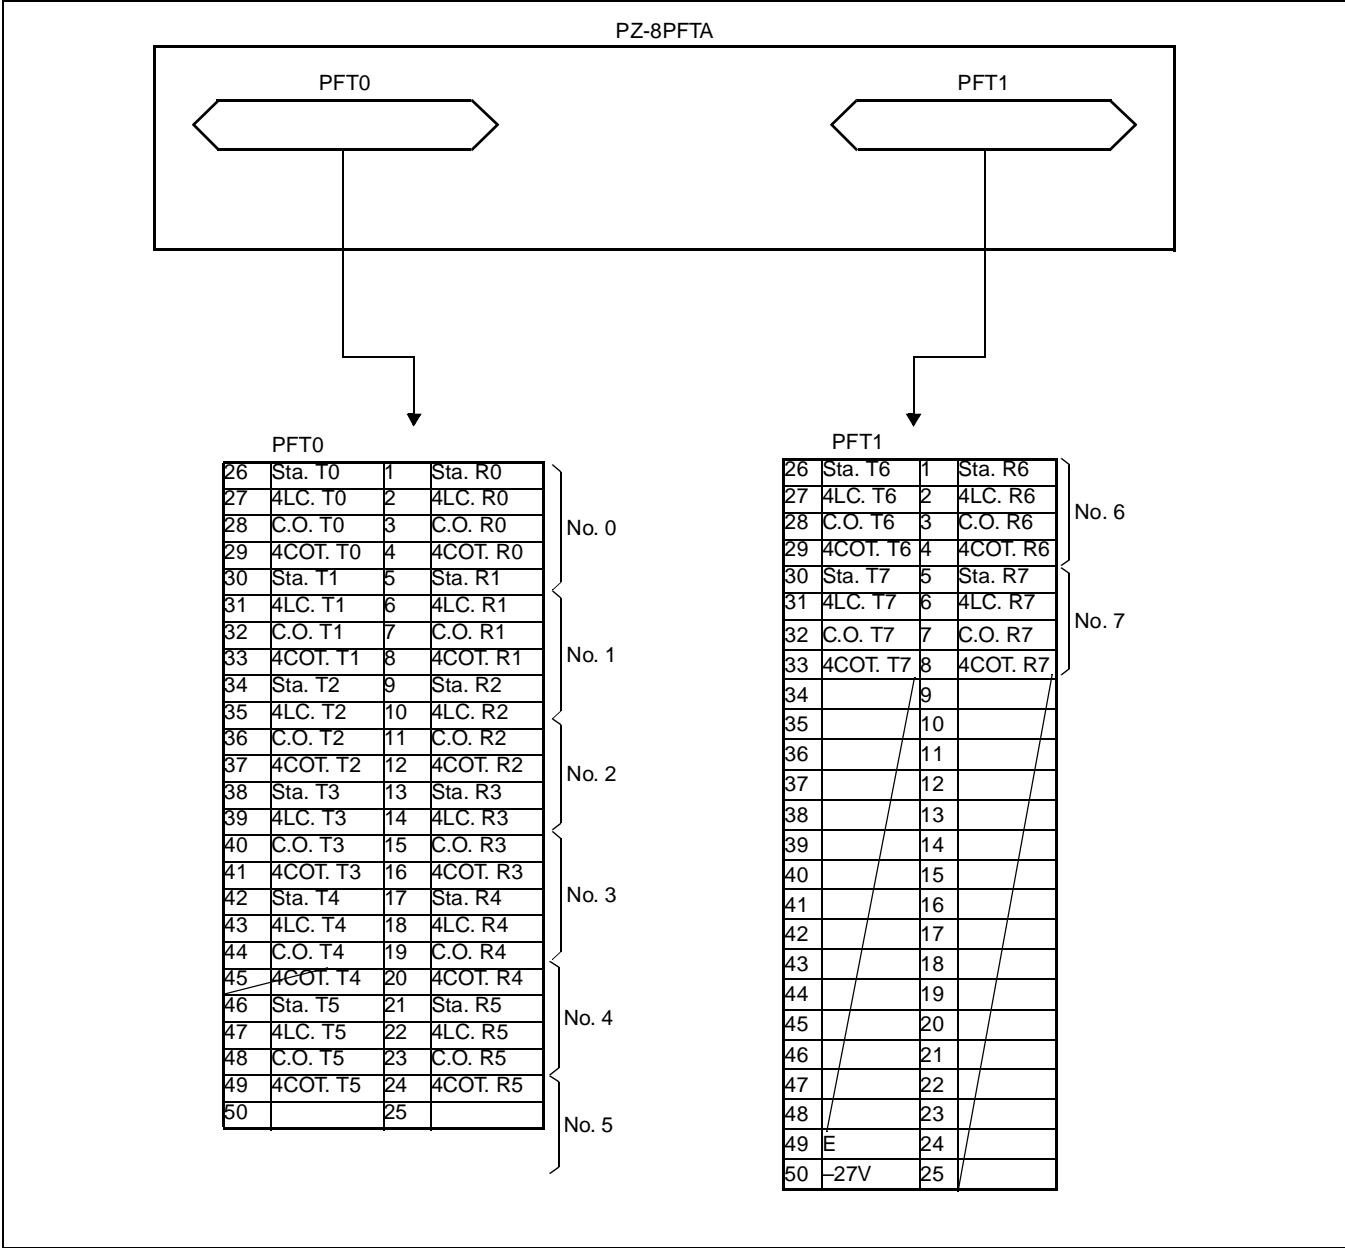 PZ-8PFTA
PFT0 PFT1
PFT0
26 Sta. T0 1 Sta. R0
27 4LC. T0 2 4LC. R0
28 C.O. T0 3 C.O. R0
29 4COT. T0 4 4COT. R0
No. 0
30 Sta. T1 5 Sta. R1
31 4LC. T1 6 4LC. R1
32 C.O. T1 7 C.O. R1
33 4COT. T1 8 4COT. R1
No. 1
34 Sta. T2 9 Sta. R2
35 4LC. T2 10 4LC. R2
36 C.O. T2 11 C.O. R2
37 4COT. T2 12 4COT. R2
No. 2
38 Sta. T3 13 Sta. R3
39 4LC. T3 14 4LC. R3
40 C.O. T3 15 C.O. R3
41 4COT. T3 16 4COT. R3
No. 3
42 Sta. T4 17 Sta. R4
43 4LC. T4 18 4LC. R4
44 C.O. T4 19 C.O. R4
45 4COT. T4 20 4COT. R4
No. 4
46 Sta. T5 21 Sta. R5
47 4LC. T5 22 4LC. R5
48 C.O. T5 23 C.O. R5
49 4COT. T5 24 4COT. R5
50 25
No. 5
PFT1
26 Sta. T6 1 Sta. R6
27 4LC. T6 2 4LC. R6
28 C.O. T6 3 C.O. R6
29 4COT. T6 4 4COT. R6
No. 6
30 Sta. T7 5 Sta. R7
31 4LC. T7 6 4LC. R7
32 C.O. T7 7 C.O. R7
33 4COT. T7 8 4COT. R7
No. 7
34 9
35 10
36 11
37 12
38 13
39 14
40 15
41 16
42 17
43 18
44 19
45 20
46 21
47 22
48 23
49 E 24
50 –27V 25